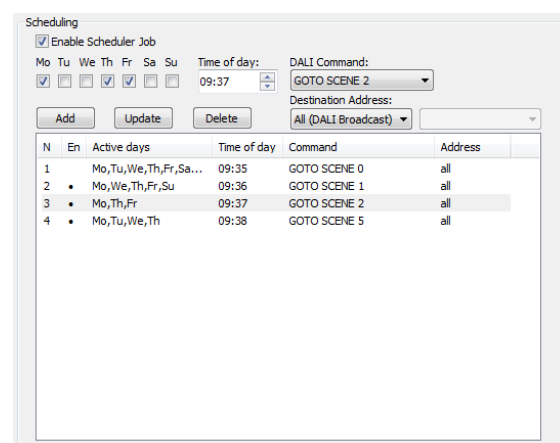 Scheduling
Enable Scheduler Job
Mo Tu We Th Fr Sa Su Time of day: DALI Command:
09:37 GOTO SCENE 2
Destination Address:
Add Update Delete All (DALI Broadcast)
N En Active days Time of day Command Address
1 Mo,Tu,We,Th,Fr,Sa... 09:35 GOTO SCENE 0 all
2 • Mo,We,Th,Fr,Su 09:36 GOTO SCENE 1 all
3 • Mo,Th,Fr 09:37 GOTO SCENE 2 all
4 • Mo,Tu,We,Th 09:38 GOTO SCENE 5 all